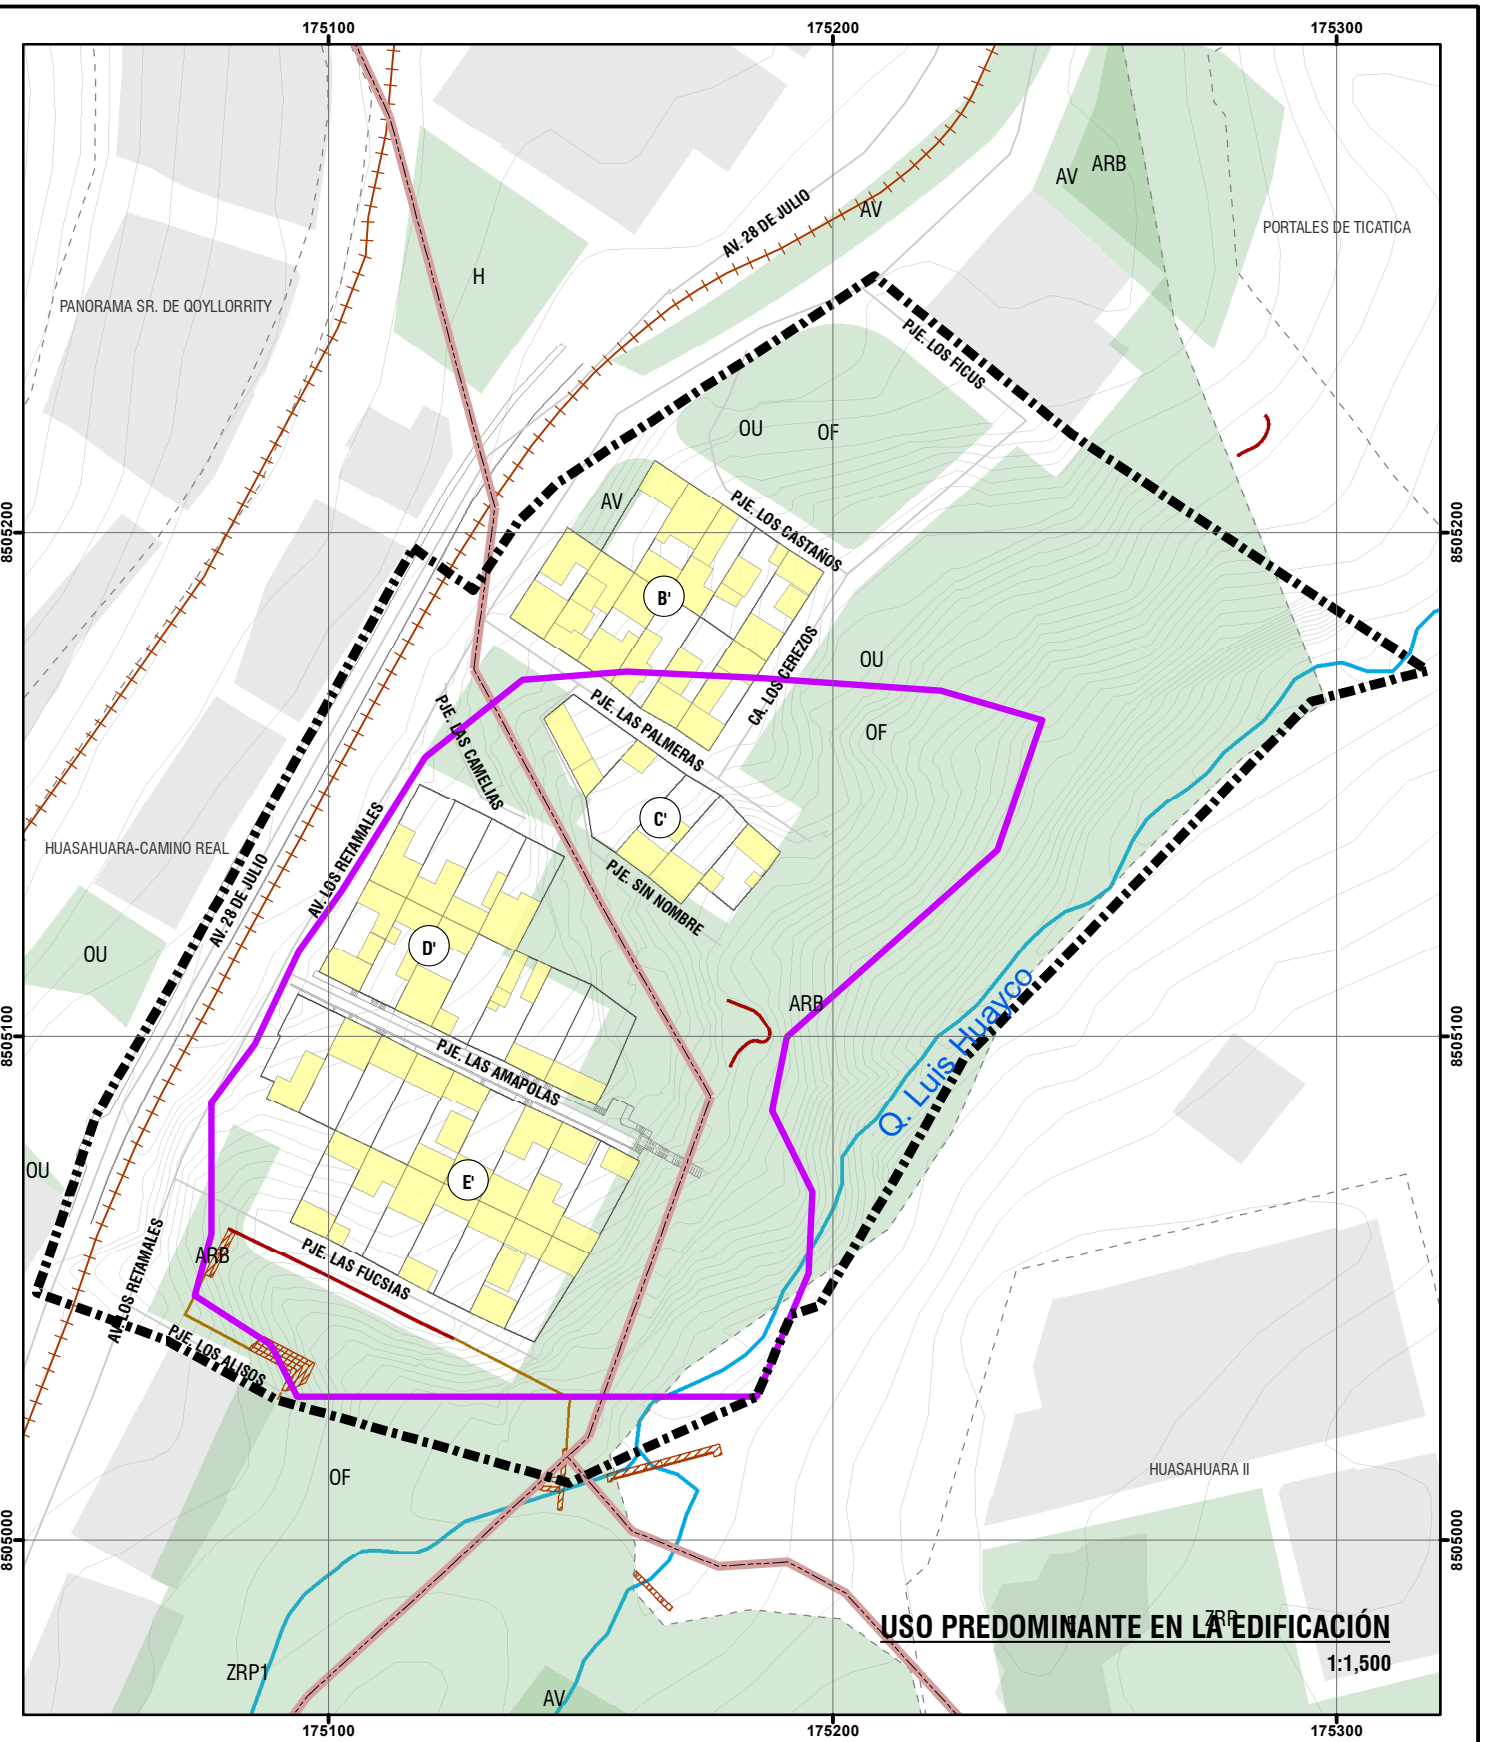 175100
175200
175300
ARB
AV
AV
AV. 28 DE JULIO
PORTALES DE TICATICA
H
PANORAMA SR. DE QOYLLORRITY
PJE. LOS FICUS
OU
OF
AV
PJE. LOS CASTAÑOS
8505200
8505200
B'
CA. LOS CEREZOS
OU
PJE. LAS PALMERAS
PJE. LAS CAMELIAS
OF
C'
AV. LOS RETAMALES
HUASAHUARA-CAMINO REAL
PJE. SIN NOMBRE
AV. 28 DE JULIO
D'
OU
ARB
Q. Luis Huayco
8505100
8505100
PJE. LAS AMAPOLAS
OU
E'
ARB
PJE. LAS FUCSIAS
AV. LOS RETAMALES
PJE. LOS ALISOS
OF
HUASAHUARA II
8505000
8505000
ZRP
USO PREDOMINANTE EN LA EDIFICACIÓN
1:1,500
ZRP1
AV
175100
175200
175300